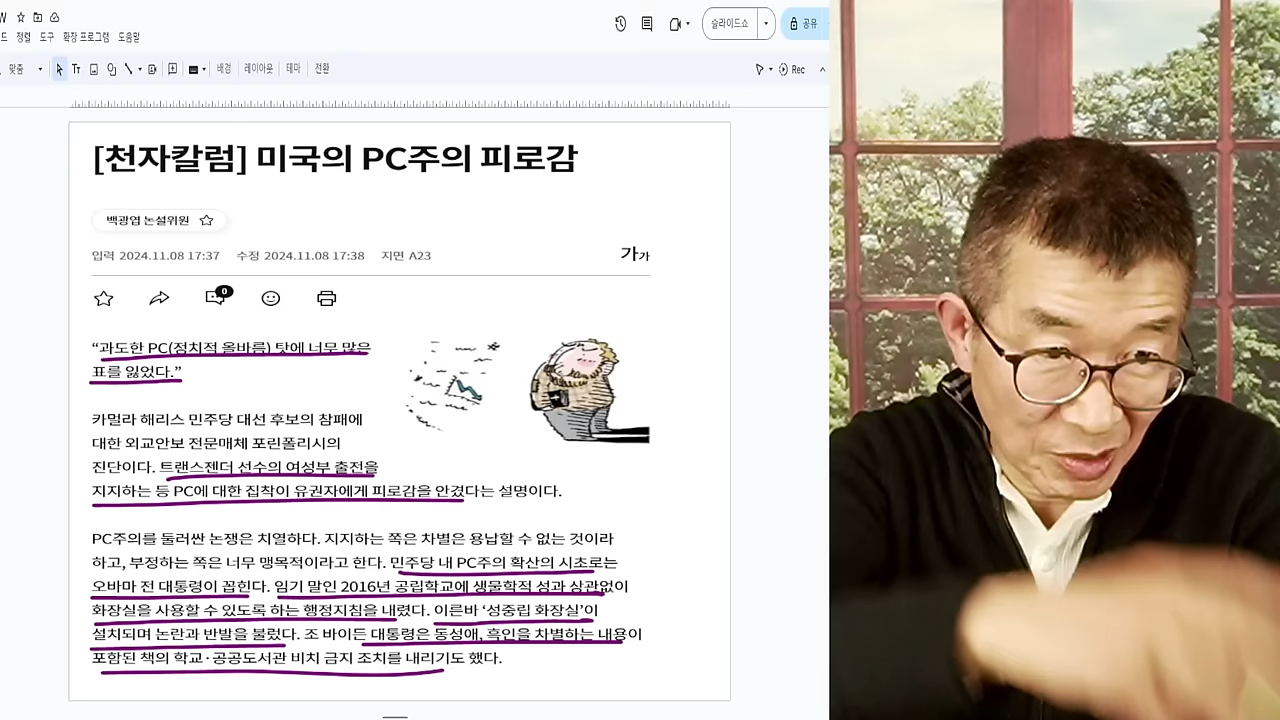 정렬 도구 확장 프로그램 도움말
슬라이드쇼
공유
맞춤
배경 레이아웃 테마 전환
Rec
[천자칼럼] 미국의 PC주의 피로감
백광엽 논설위원
입력 2024.11.08 17:37 수정 2024.11.08 17:38 지면 A23
가가
0
“과도한 PC(정치적 올바름) 탓에 너무 많은
표를 잃었다.”
카멀라 해리스 민주당 대선 후보의 참패에
대한 외교안보 전문매체 포린폴리시의
진단이다. 트랜스젠더 선수의 여성부 출전을
지지하는 등 PC에 대한 집착이 유권자에게 피로감을 안겼다는 설명이다.
PC주의를 둘러싼 논쟁은 치열하다. 지지하는 쪽은 차별은 용납할 수 없는 것이라
하고, 부정하는 쪽은 너무 맹목적이라고 한다. 민주당 내 PC주의 확산의 시초로는
오바마 전 대통령이 꼽힌다. 임기 말인 2016년 공립학교에 생물학적 성과 상관없이
화장실을 사용할 수 있도록 하는 행정지침을 내렸다. 이른바 ‘성중립 화장실’이
설치되며 논란과 반발을 불렀다. 조 바이든 대통령은 동성애, 흑인을 차별하는 내용이
포함된 책의 학교·공공도서관 비치 금지 조치를 내리기도 했다.